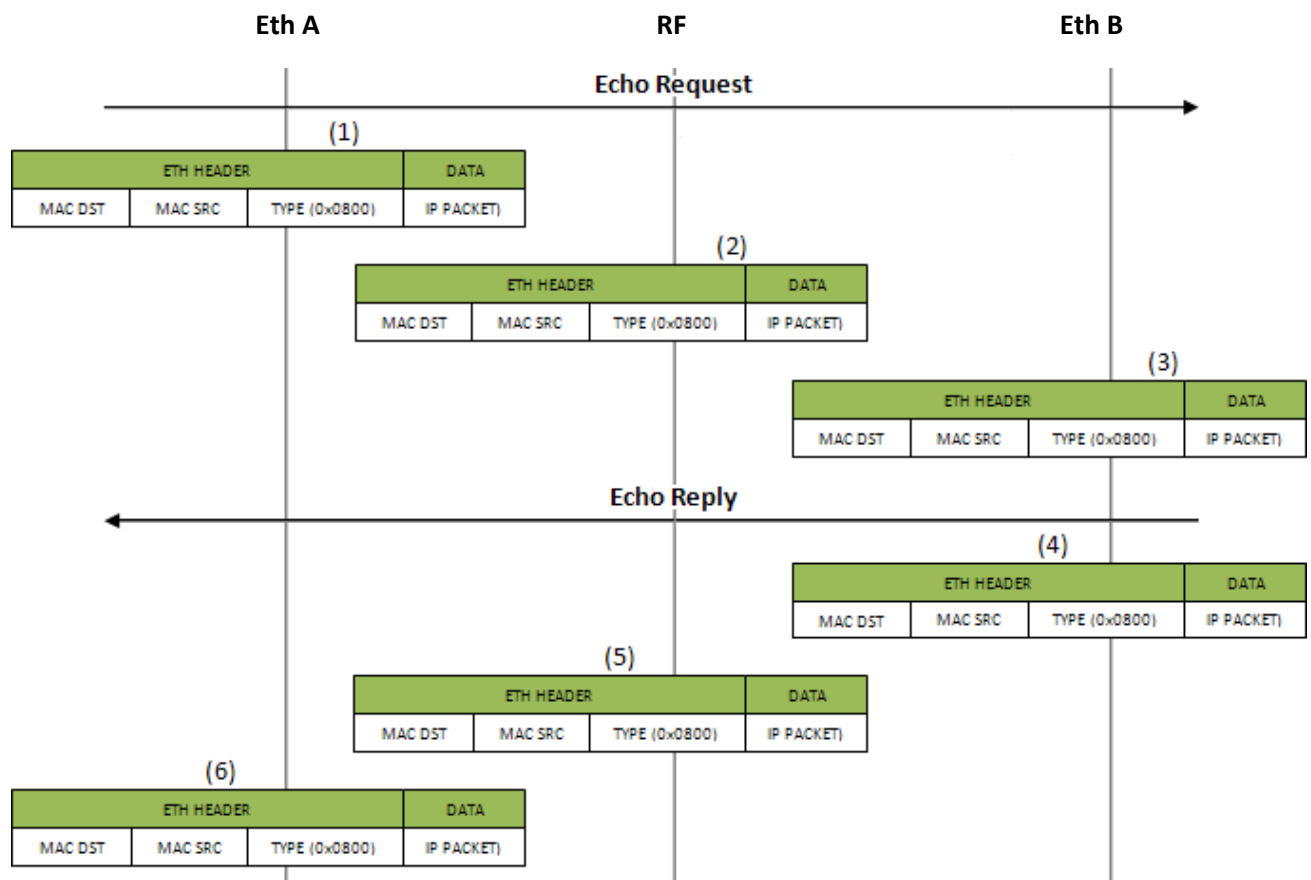 Eth A RF Eth B
Echo Request
(1)
ETH HEADER DATA
MAC DST MAC SRC TYPE (0x0800) IP PACKET)
(2)
ETH HEADER DATA
MAC DST MAC SRC TYPE (0x0800) IP PACKET)
(3)
ETH HEADER DATA
MAC DST MAC SRC TYPE (0x0800) IP PACKET)
Echo Reply
(4)
ETH HEADER DATA
MAC DST MAC SRC TYPE (0x0800) IP PACKET)
(5)
ETH HEADER DATA
MAC DST MAC SRC TYPE (0x0800) IP PACKET)
(6)
ETH HEADER DATA
MAC DST MAC SRC TYPE (0x0800) IP PACKET)